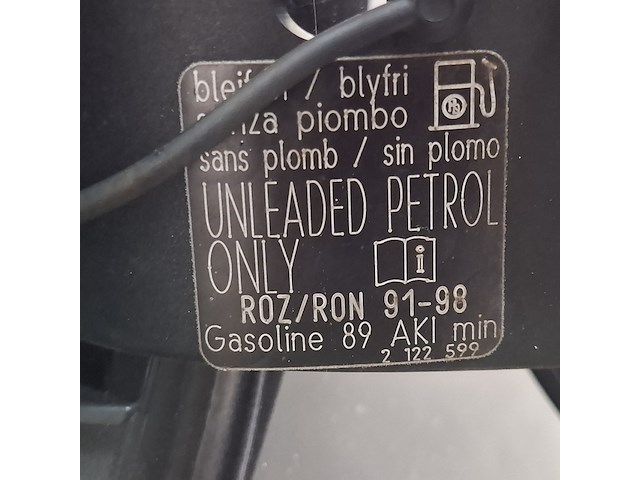 / blyfri
piombo
sans plomb / sin plomo
UNLEADED PETROL
ONLY i
ROZ/RON 91-98
Gasoline 89 AKI min
2 122 599